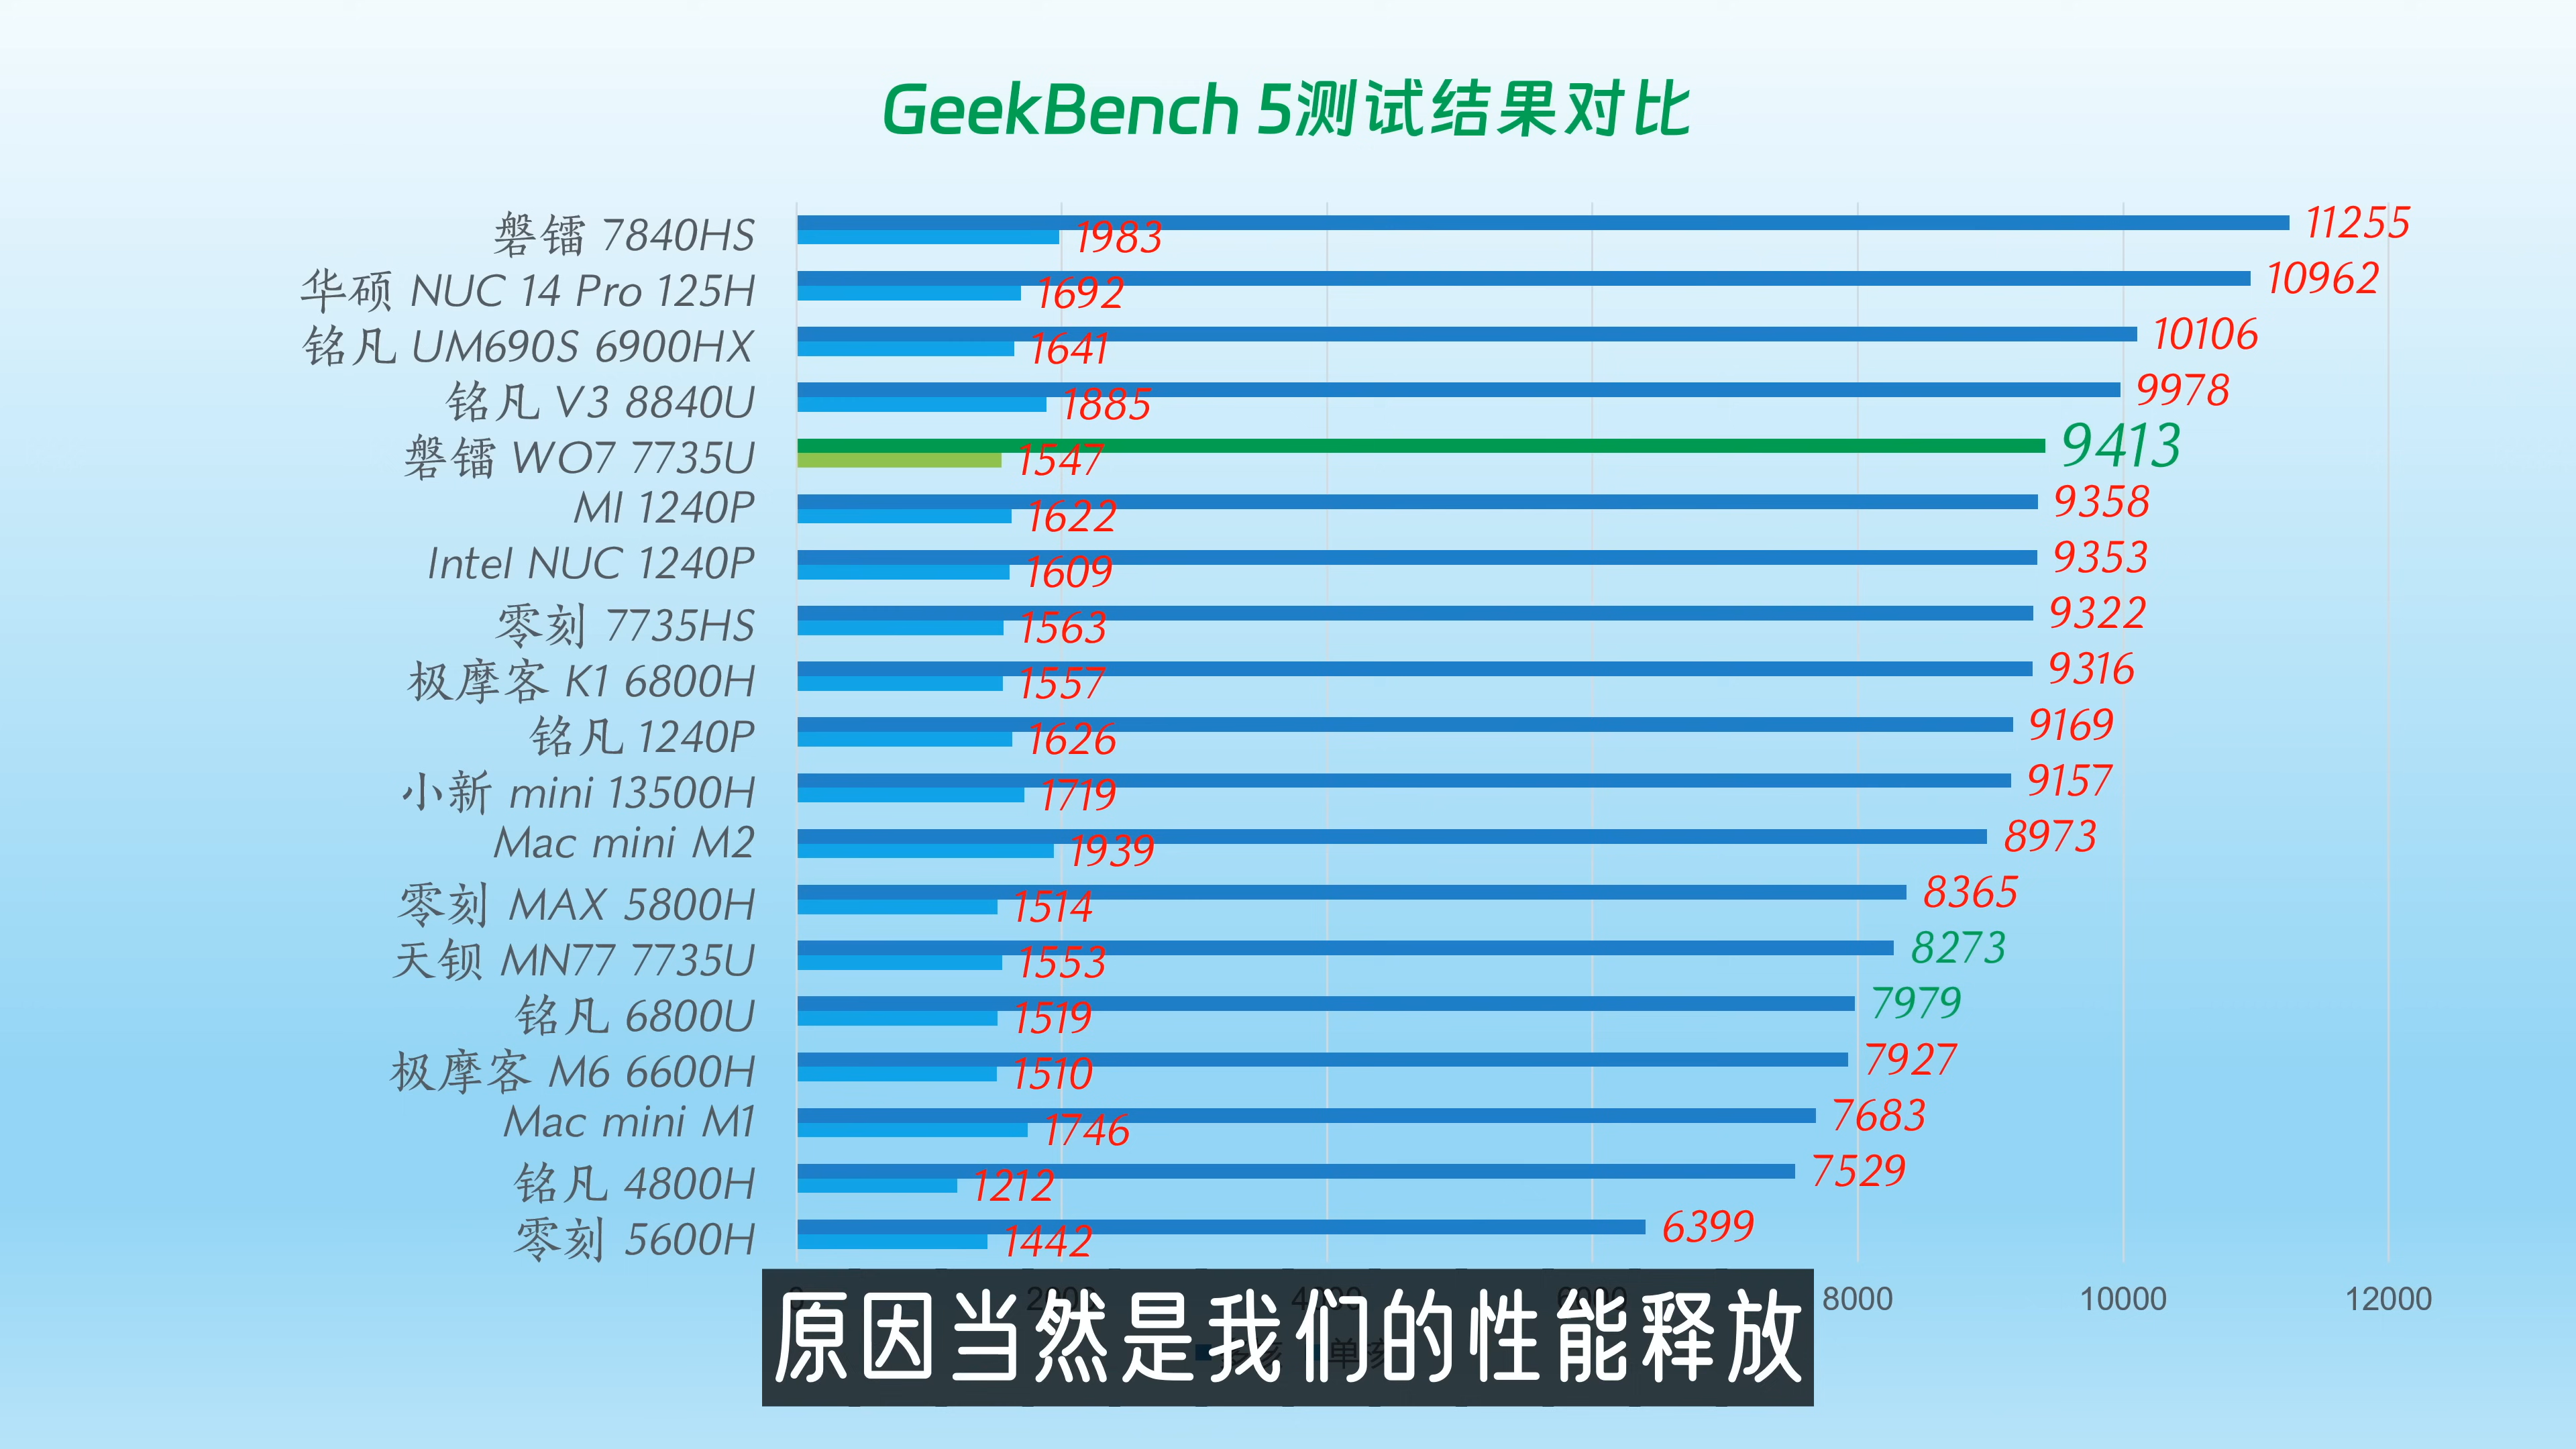 GeekBench 5测试结果对比
磐镭 7840HS 1983 11255
华硕 NUC 14 Pro 125H 1692 10962
铭凡 UM690S 6900HX 1641 10106
铭凡 V3 8840U 1885 9978
磐镭 WO7 7735U 1547 9413
MI 1240P 1622 9358
Intel NUC 1240P 1609 9353
零刻 7735HS 1563 9322
极摩客 K1 6800H 1557 9316
铭凡 1240P 1626 9169
小新 mini 13500H 1719 9157
Mac mini M2 1939 8973
零刻 MAX 5800H 1514 8365
天钡 MN77 7735U 1553 8273
铭凡 6800U 1519 7979
极摩客 M6 6600H 1510 7927
Mac mini M1 1746 7683
铭凡 4800H 1212 7529
零刻 5600H 1442 6399
0 2000 4000 6000 8000 10000 12000
原因当然是我们的性能释放